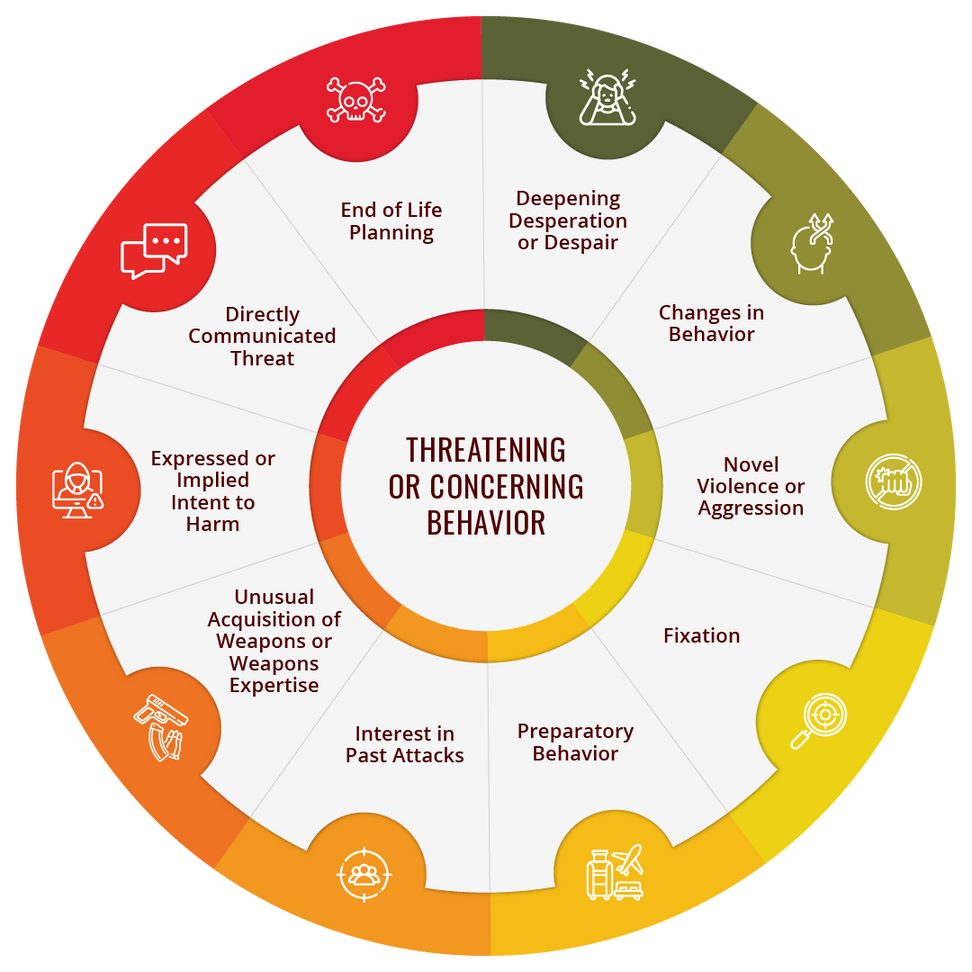 THREATENING
OR CONCERNING
BEHAVIOR
Deepening
Desperation
or Despair
Changes in
Behavior
Novel
Violence or
Aggression
Fixation
Preparatory
Behavior
Interest in
Past Attacks
Unusual
Acquisition of
Weapons or
Weapons
Expertise
Expressed or
Implied
Intent to
Harm
Directly
Communicated
Threat
End of Life
Planning